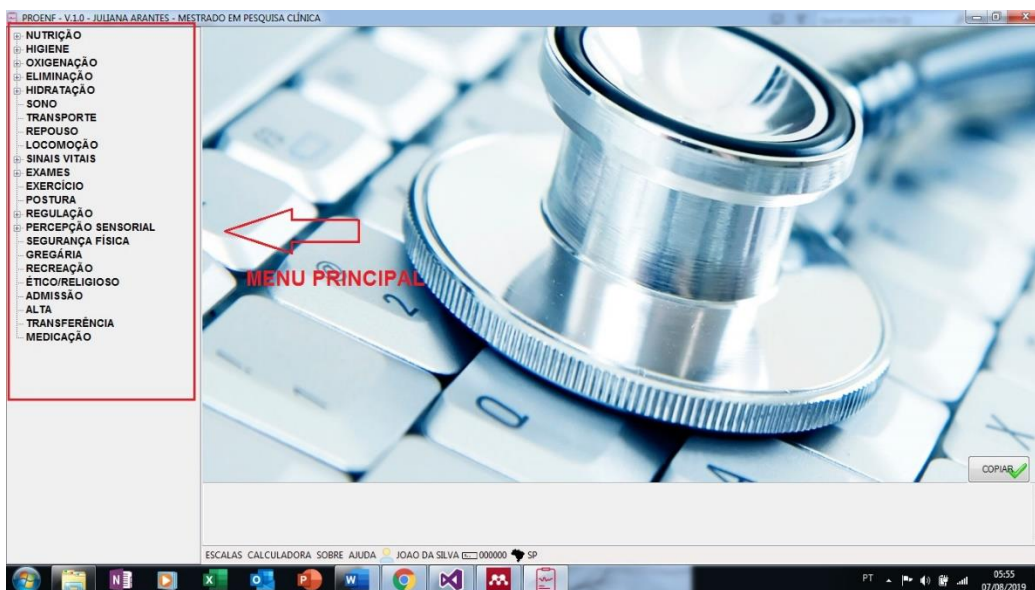 PROENF - V.1.0 - JULIANA ARANTES - MESTRADO EM PESQUISA CLÍNICA
NUTRIÇÃO
HIGIENE
OXIGENAÇÃO
ELIMINAÇÃO
HIDRATAÇÃO
SONO
TRANSPORTE
REPOUSO
LOCOMOÇÃO
SINAIS VITAIS
EXAMES
EXERCÍCIO
POSTURA
REGULAÇÃO
PERCEPÇÃO SENSORIAL
SEGURANÇA FÍSICA
GREGÁRIA
RECREAÇÃO
ÉTICO/RELIGIOSO
ADMISSÃO
ALTA
TRANSFERÊNCIA
MEDICAÇÃO
MENU PRINCIPAL
COPIAR
ESCALAS CALCULADORA SOBRE AJUDA JOAO DA SILVA 000000 SP
PT
05:55
07/08/2019